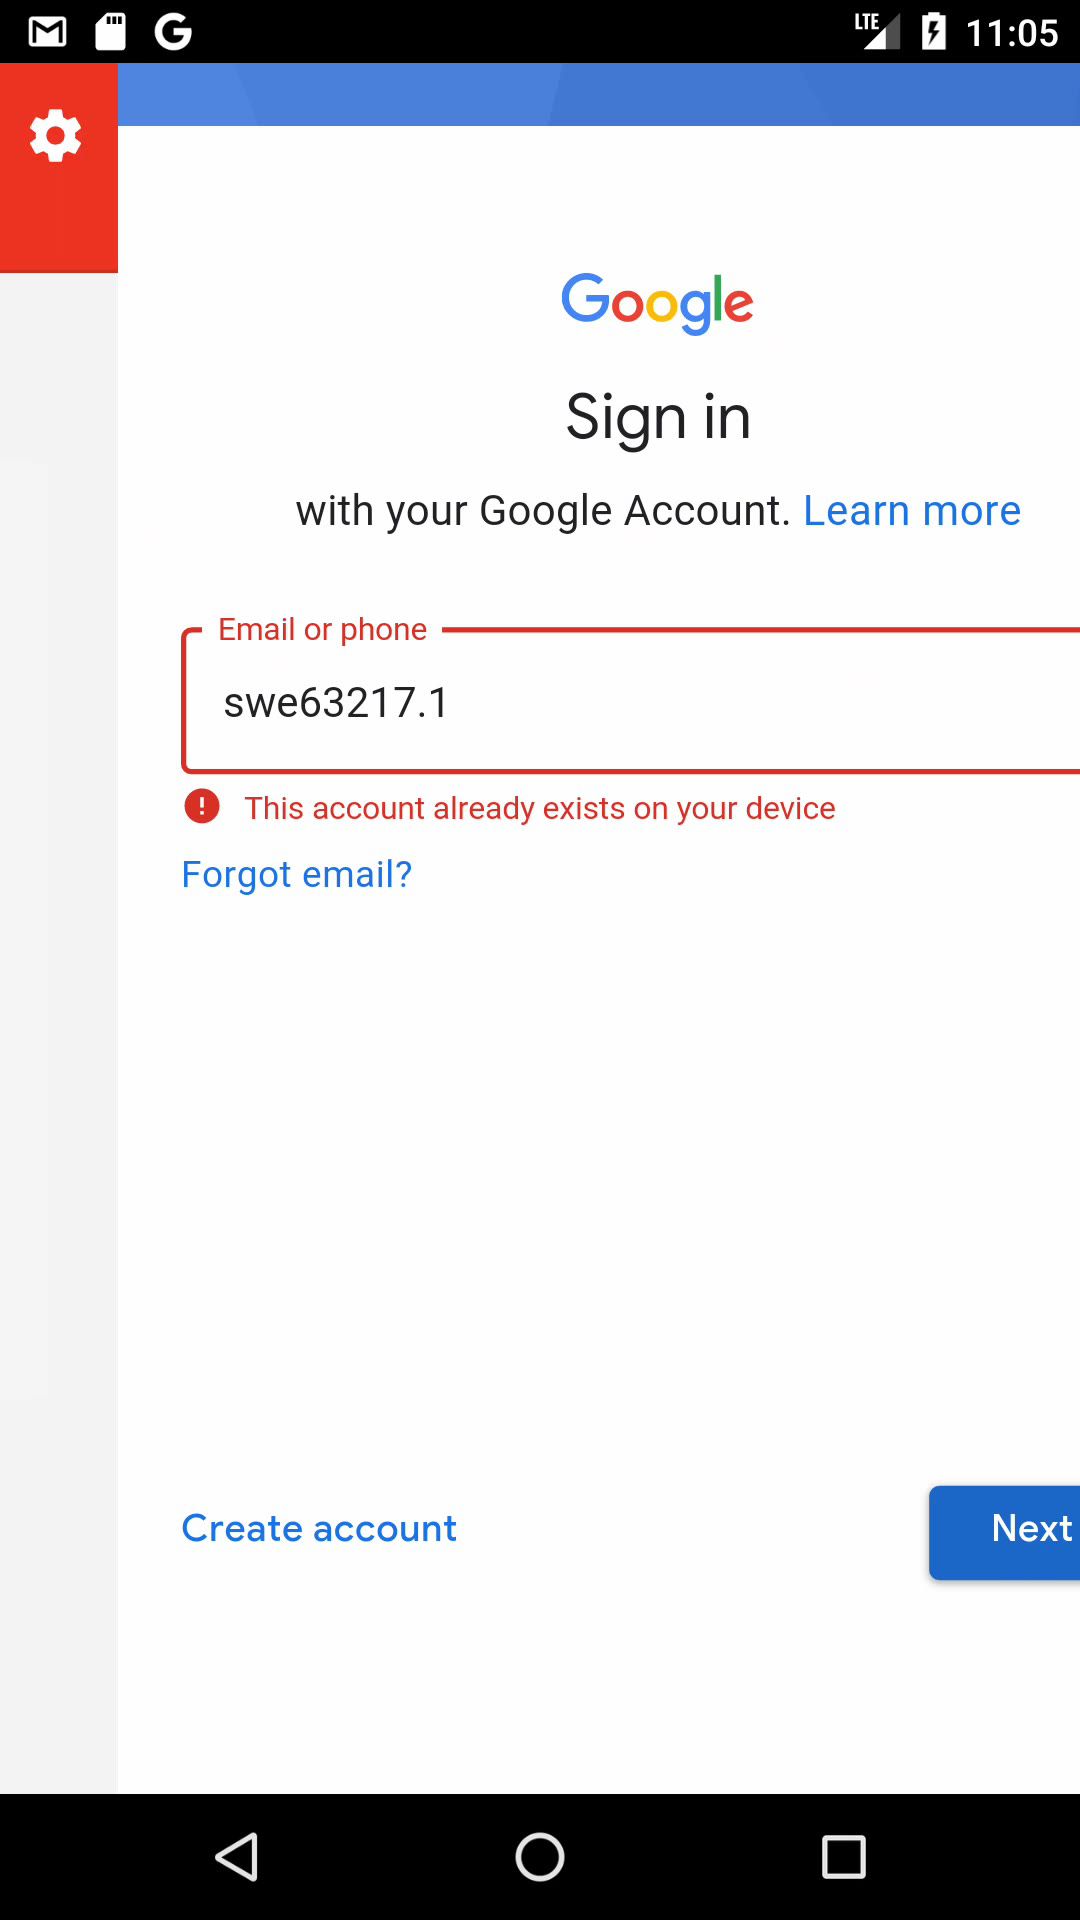 LTE 11:05
Google
Sign in
with your Google Account. Learn more
Email or phone
swe63217.1
This account already exists on your device
Forgot email?
Create account
Next